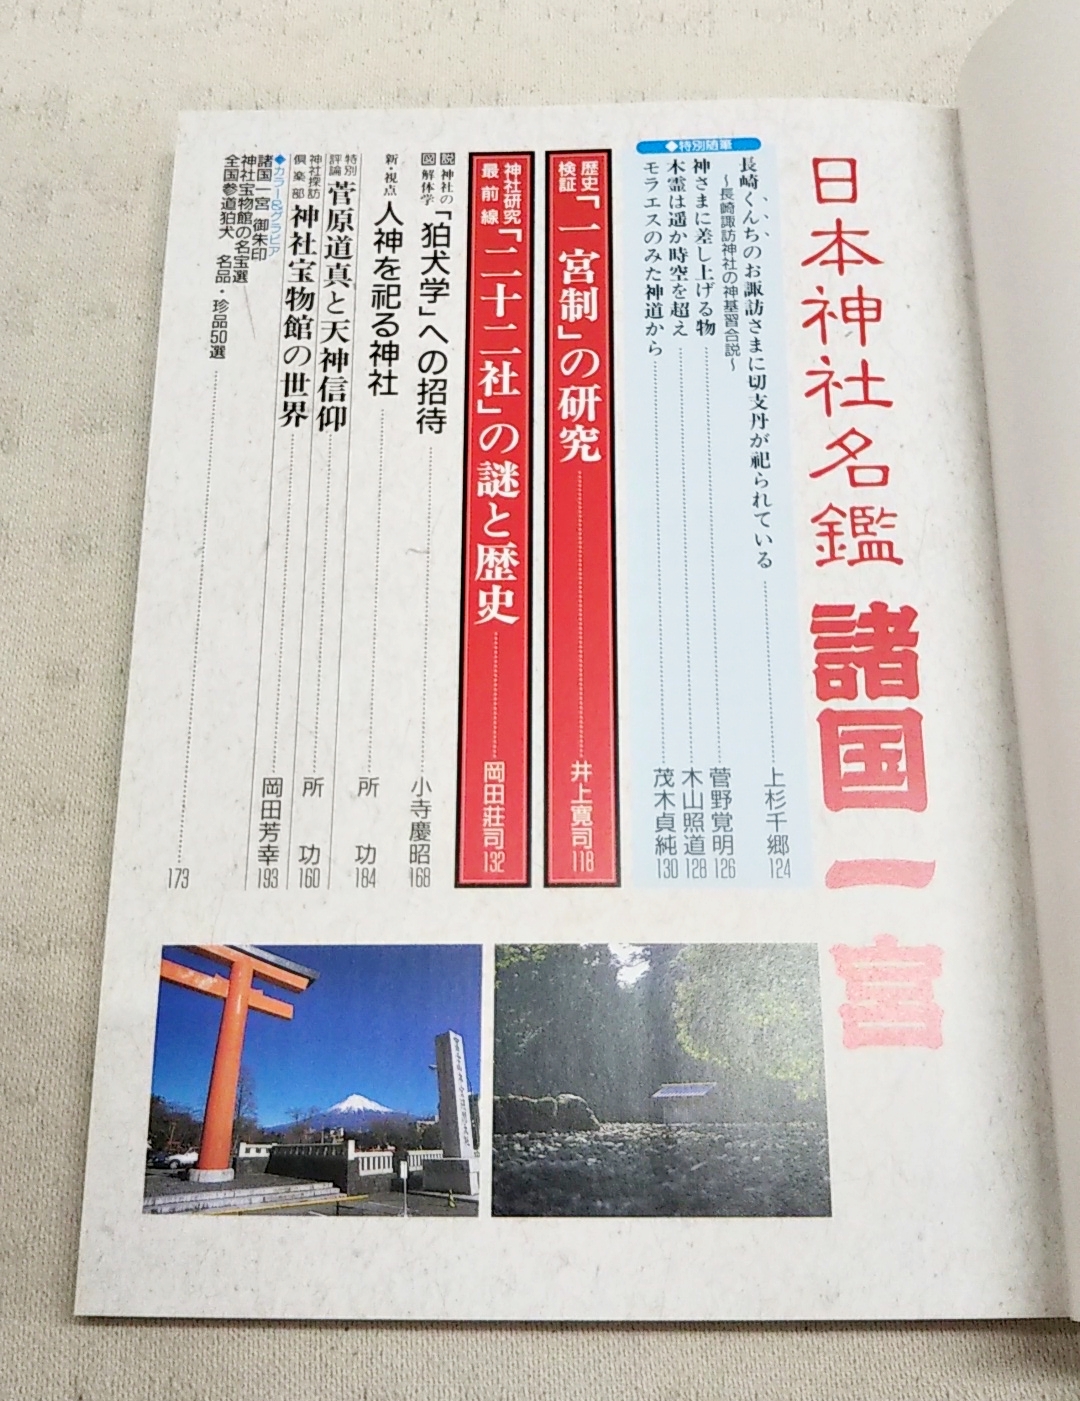 日本神社名鑑 諸国一宮
◆特別随筆
長崎くんちのお諏訪さまに切支丹が祀られている 上杉千郷 124
〜長崎諏訪神社の神基習合説〜
神さまに差し上げる物 菅野覚明 126
木霊は遥か時空を超え 木山照道 128
モラエスのみた神道から 茂木貞純 130
歴史検証 「一宮制」の研究 井上寛司 118
神社研究最前線 「二十二社」の謎と歴史 岡田荘司 132
図説 神社の解体学 「狛犬学」への招待 小寺慶昭 168
新・視点 人神を祀る神社 所 功 184
特別評論 菅原道真と天神信仰 所 功 160
神社探訪倶楽部 神社宝物館の世界 岡田芳幸 193
◆カラー&グラビア
諸国一宮 御朱印
神社宝物館の名宝選
全国参道狛犬 名品・珍品50選 173